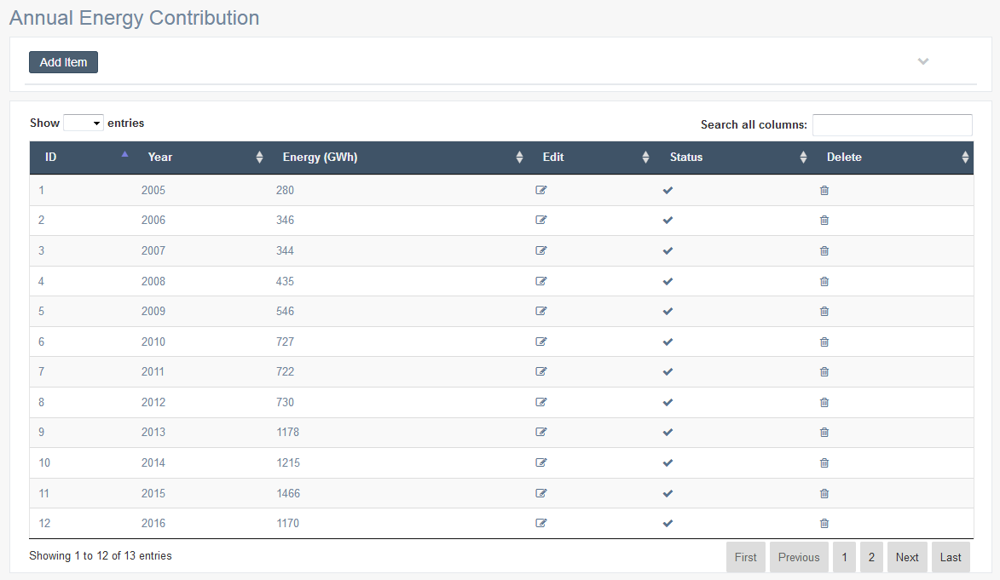 Annual Energy Contribution
Add Item
Show entries Search all columns:
ID Year Energy (GWh) Edit Status Delete
1 2005 280
2 2006 346
3 2007 344
4 2008 435
5 2009 546
6 2010 727
7 2011 722
8 2012 730
9 2013 1178
10 2014 1215
11 2015 1466
12 2016 1170
Showing 1 to 12 of 13 entries First Previous 1 2 Next Last